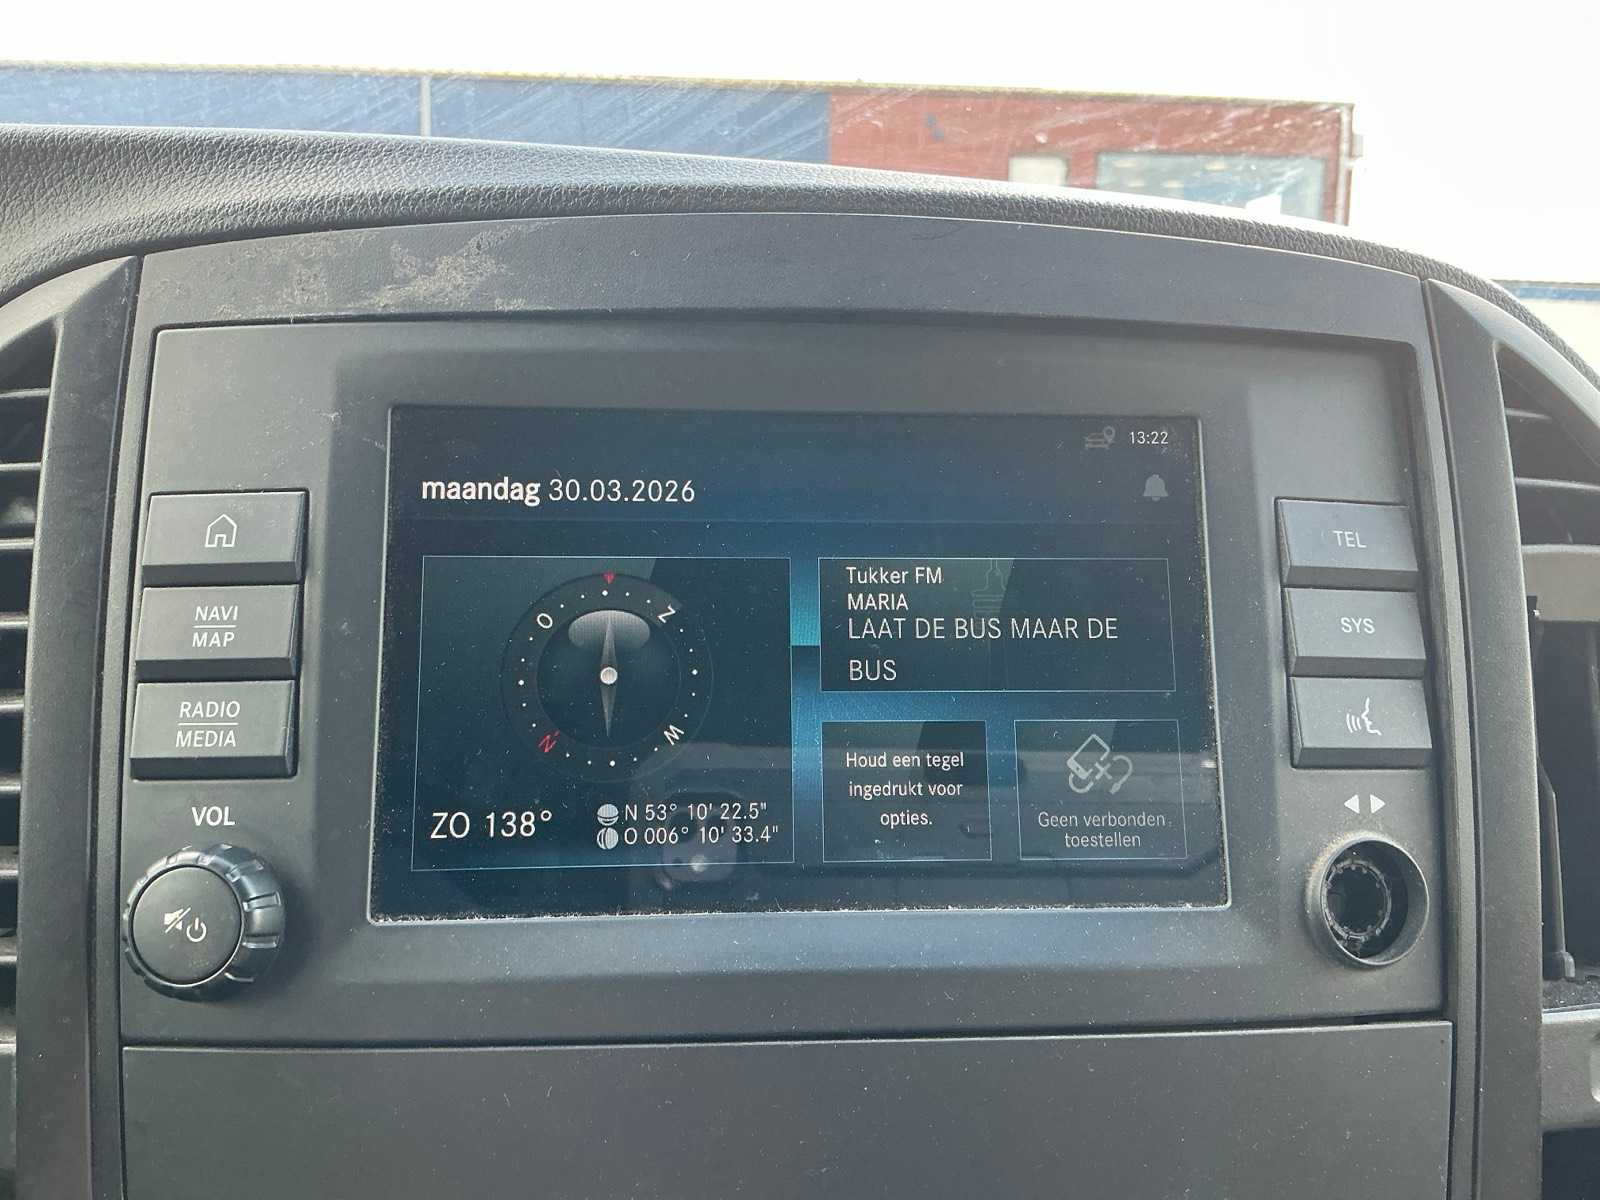 13:22
maandag 30.03.2026
O
Z
N
W
ZO 138°
N 53° 10' 22.5"
O 006° 10' 33.4"
Tukker FM
MARIA
LAAT DE BUS MAAR DE
BUS
Houd een tegel
ingedrukt voor
opties.
Geen verbonden
toestellen
NAVI
MAP
RADIO
MEDIA
VOL
TEL
SYS